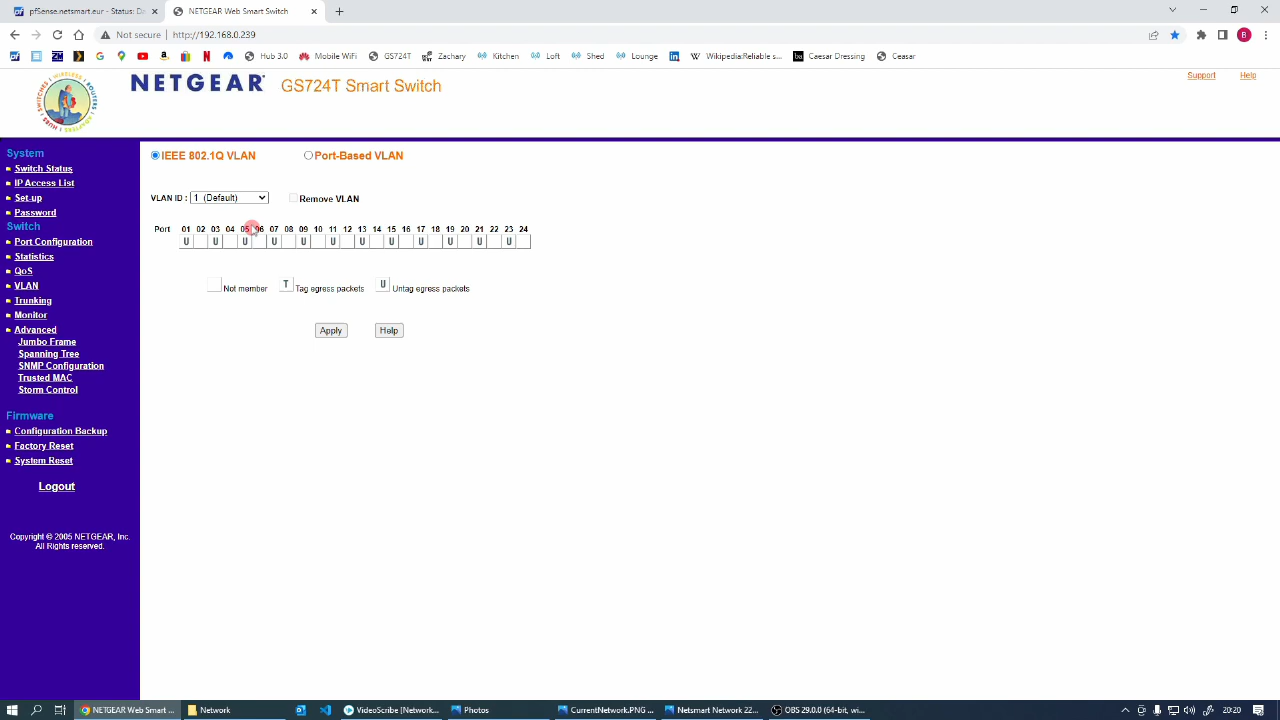 pfSense.netsmart.eur - Status: Da
NETGEAR Web Smart Switch
Not secure | http://192.168.0.239
Hub 3.0
Mobile WiFi
GS724T
Zachary
Kitchen
Loft
Shed
Lounge
Wikipedia:Reliable s...
Caesar Dressing
Geasar
NETGEAR®
GS724T Smart Switch
Support
Help
System
Switch Status
IP Access List
Set-up
Password
Switch
Port Configuration
Statistics
QoS
VLAN
Trunking
Monitor
Advanced
Jumbo Frame
Spanning Tree
SNMP Configuration
Trusted MAC
Storm Control
Firmware
Configuration Backup
Factory Reset
System Reset
Logout
Copyright © 2005 NETGEAR, Inc.
All Rights reserved.
IEEE 802.1Q VLAN
Port-Based VLAN
VLAN ID : 1 (Default)
Remove VLAN
Port 01 02 03 04 05 06 07 08 09 10 11 12 13 14 15 16 17 18 19 20 21 22 23 24
U U U U U U U U U U U U
Not member T Tag egress packets U Untag egress packets
Apply
Help
NETGEAR Web Smart ...
Network
VideoScribe [Network...
Photos
CurrentNetwork.PNG ...
Netsmart Network 22...
OBS 29.0.0 (64-bit, wi...
20:20